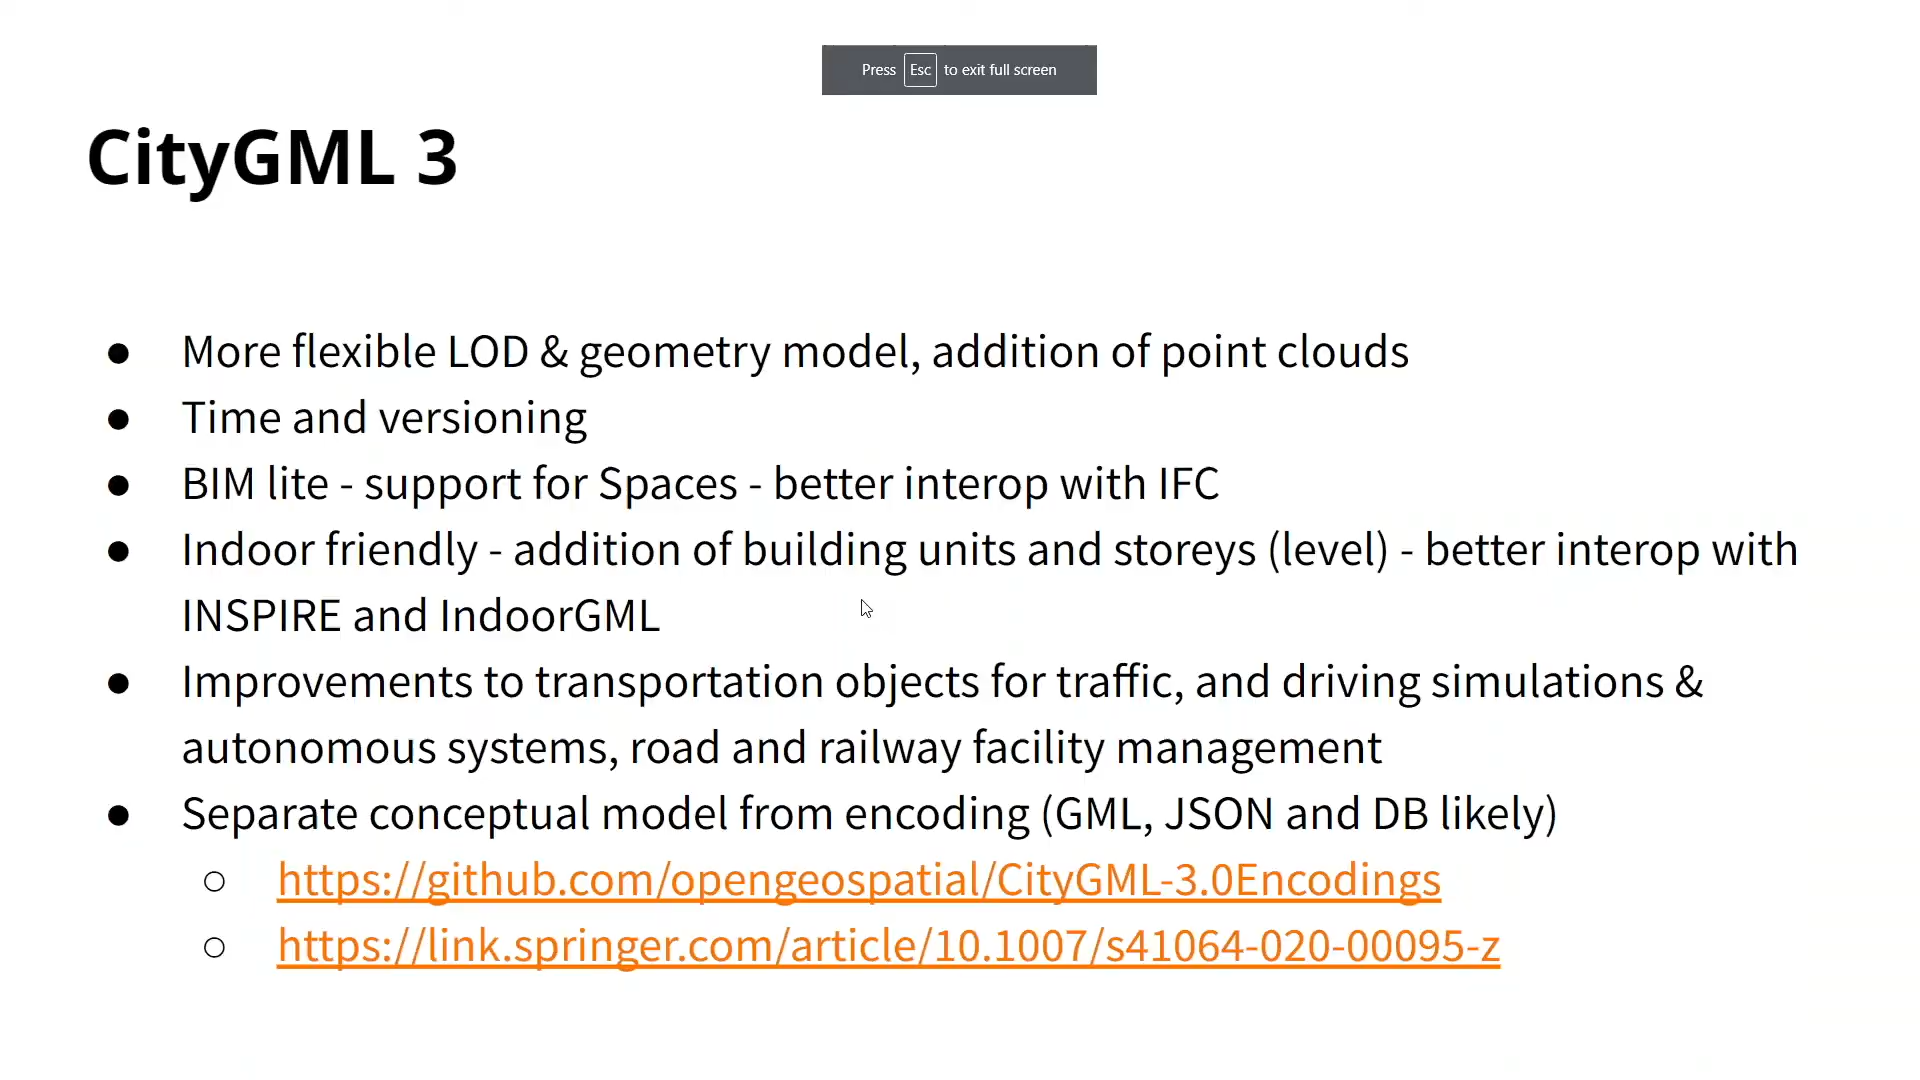 Press Esc to exit full screen
CityGML 3
● More flexible LOD & geometry model, addition of point clouds
● Time and versioning
● BIM lite - support for Spaces - better interop with IFC
● Indoor friendly - addition of building units and storeys (level) - better interop with
INSPIRE and IndoorGML
● Improvements to transportation objects for traffic, and driving simulations &
autonomous systems, road and railway facility management
● Separate conceptual model from encoding (GML, JSON and DB likely)
○ https://github.com/opengeospatial/CityGML-3.0Encodings
○ https://link.springer.com/article/10.1007/s41064-020-00095-z